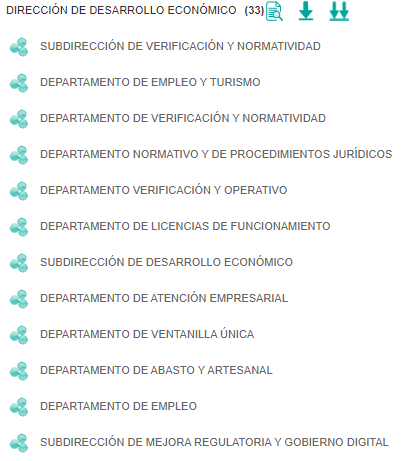 DIRECCIÓN DE DESARROLLO ECONÓMICO (33)
SUBDIRECCIÓN DE VERIFICACIÓN Y NORMATIVIDAD
DEPARTAMENTO DE EMPLEO Y TURISMO
DEPARTAMENTO DE VERIFICACIÓN Y NORMATIVIDAD
DEPARTAMENTO NORMATIVO Y DE PROCEDIMIENTOS JURÍDICOS
DEPARTAMENTO VERIFICACIÓN Y OPERATIVO
DEPARTAMENTO DE LICENCIAS DE FUNCIONAMIENTO
SUBDIRECCIÓN DE DESARROLLO ECONÓMICO
DEPARTAMENTO DE ATENCIÓN EMPRESARIAL
DEPARTAMENTO DE VENTANILLA ÚNICA
DEPARTAMENTO DE ABASTO Y ARTESANAL
DEPARTAMENTO DE EMPLEO
SUBDIRECCIÓN DE MEJORA REGULATORIA Y GOBIERNO DIGITAL